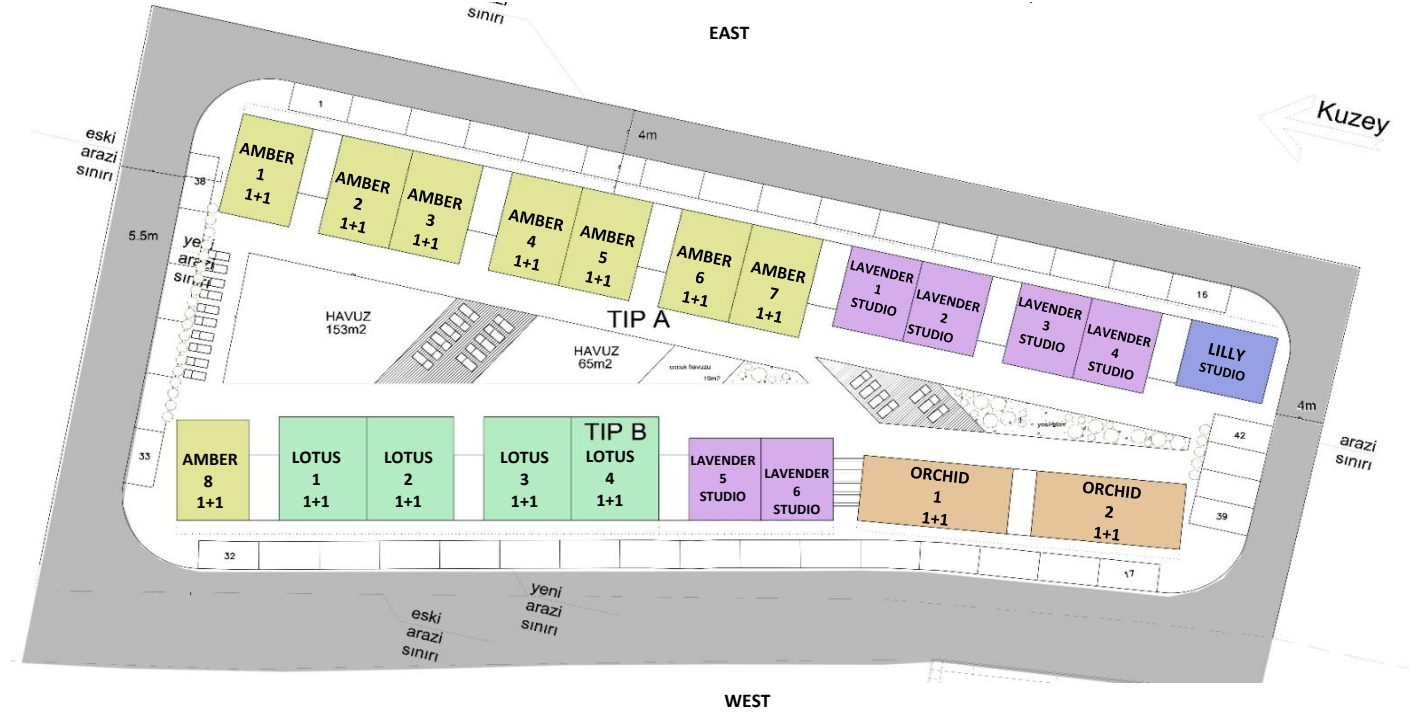 arazi
sınırı
EAST
1
4m
Kuzey
eski
arazi
sınırı
38
5.5m
yeni
arazi
sınırı
AMBER
1
1+1
AMBER
2
1+1
AMBER
3
1+1
AMBER
4
1+1
AMBER
5
1+1
AMBER
6
1+1
AMBER
7
1+1
LAVENDER
1
STUDIO
LAVENDER
2
STUDIO
LAVENDER
3
STUDIO
LAVENDER
4
STUDIO
LILLY
STUDIO
16
HAVUZ
153m2
TIP A
HAVUZ
65m2
çocuk havuzu
19m2
4m
arazi
sınırı
42
39
33
AMBER
8
1+1
LOTUS
1
1+1
LOTUS
2
1+1
LOTUS
3
1+1
TIP B
LOTUS
4
1+1
LAVENDER
5
STUDIO
LAVENDER
6
STUDIO
ORCHID
1
1+1
ORCHID
2
1+1
32
17
yeni
arazi
sınırı
eski
arazi
sınırı
WEST